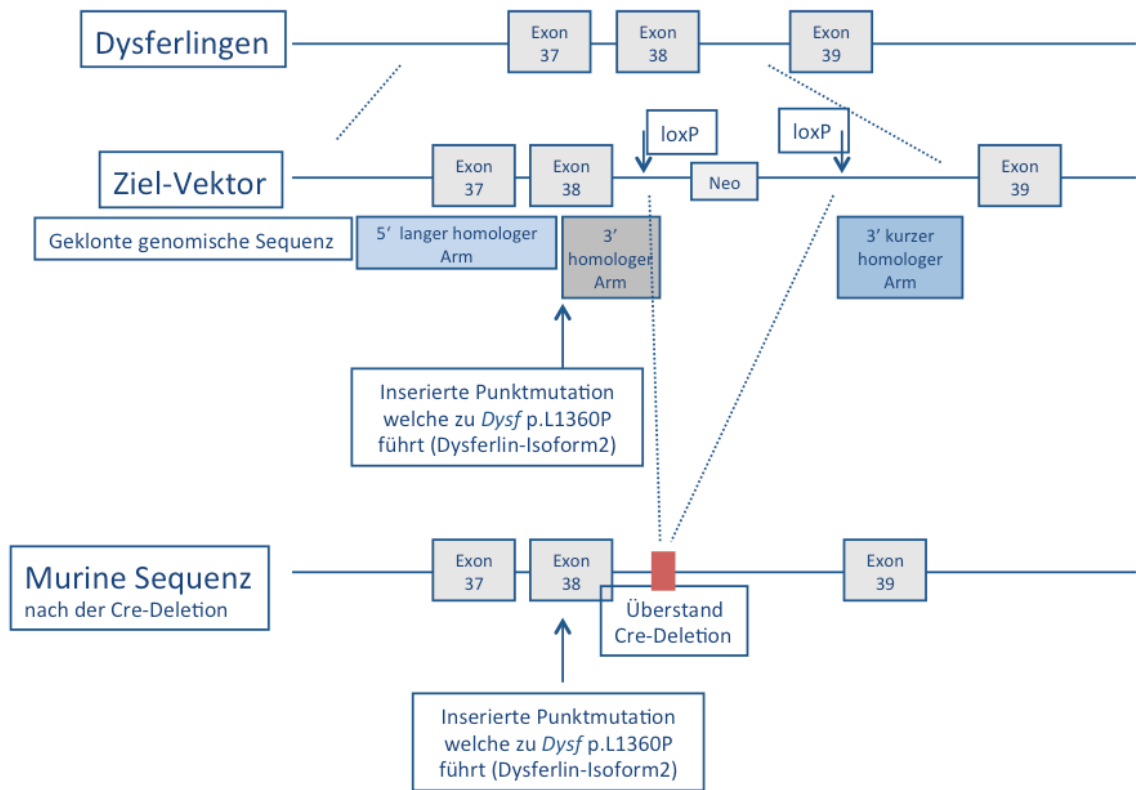 Dysferlingen
Exon
37
Exon
38
Exon
39
loxP
loxP
Ziel-Vektor
Exon
37
Exon
38
Neo
Exon
39
Geklonte genomische Sequenz
5′ langer homologer
Arm
3′
homologer
Arm
3′ kurzer
homologer
Arm
Inserierte Punktmutation
welche zu Dysf p.L1360P
führt (Dysferlin-Isoform2)
Murine Sequenz
nach der Cre-Deletion
Exon
37
Exon
38
Exon
39
Überstand
Cre-Deletion
Inserierte Punktmutation
welche zu Dysf p.L1360P
führt (Dysferlin-Isoform2)